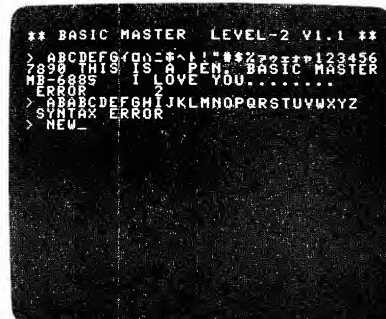 ** BASIC MASTER LEVEL-2 V1.1 **
> ABCDEFG !"#$% 123456
7890 THIS IS A PEN. BASIC MASTER
MB-6885 I LOVE YOU.........
ERROR 2
> ABABCDEFGHIJKLMNOPQRSTUVWXYZ
SYNTAX ERROR
> NEW_